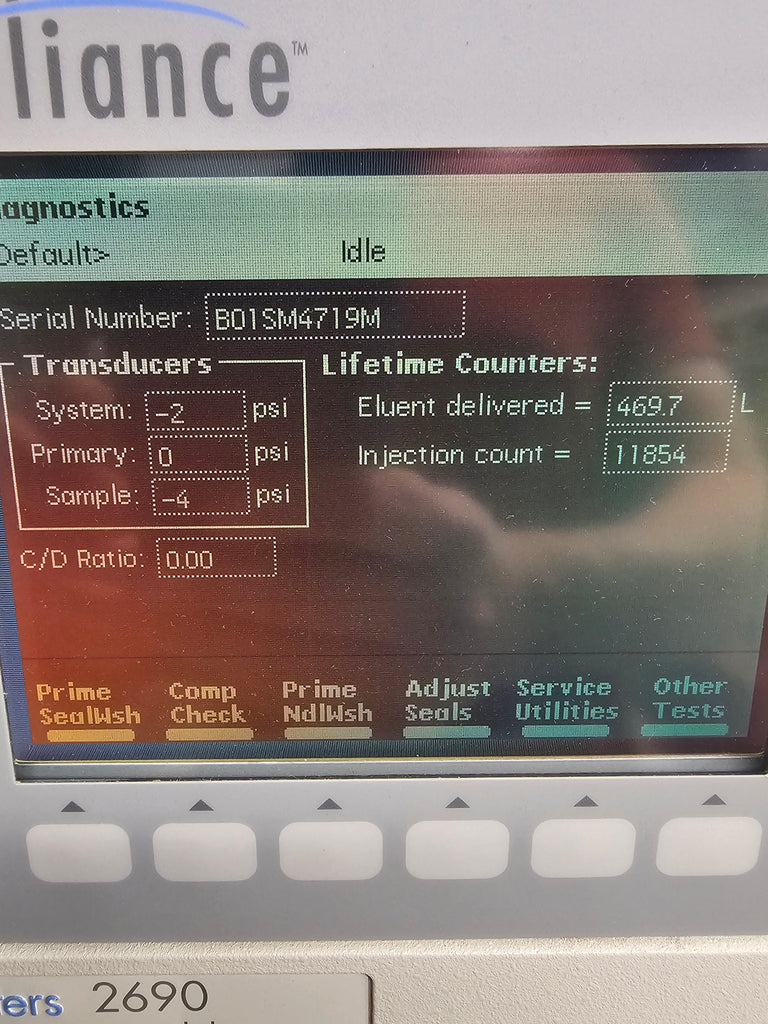 liance™
agnostics
Default> Idle
Serial Number: B01SM4719M
Transducers Lifetime Counters:
System: -2 psi Eluent delivered = 469.7 L
Primary: 0 psi Injection count = 11854
Sample: -4 psi
C/D Ratio: 0.00
Prime Comp Prime Adjust Service Other
SealWsh Check NdlWsh Seals Utilities Tests
ters 2690